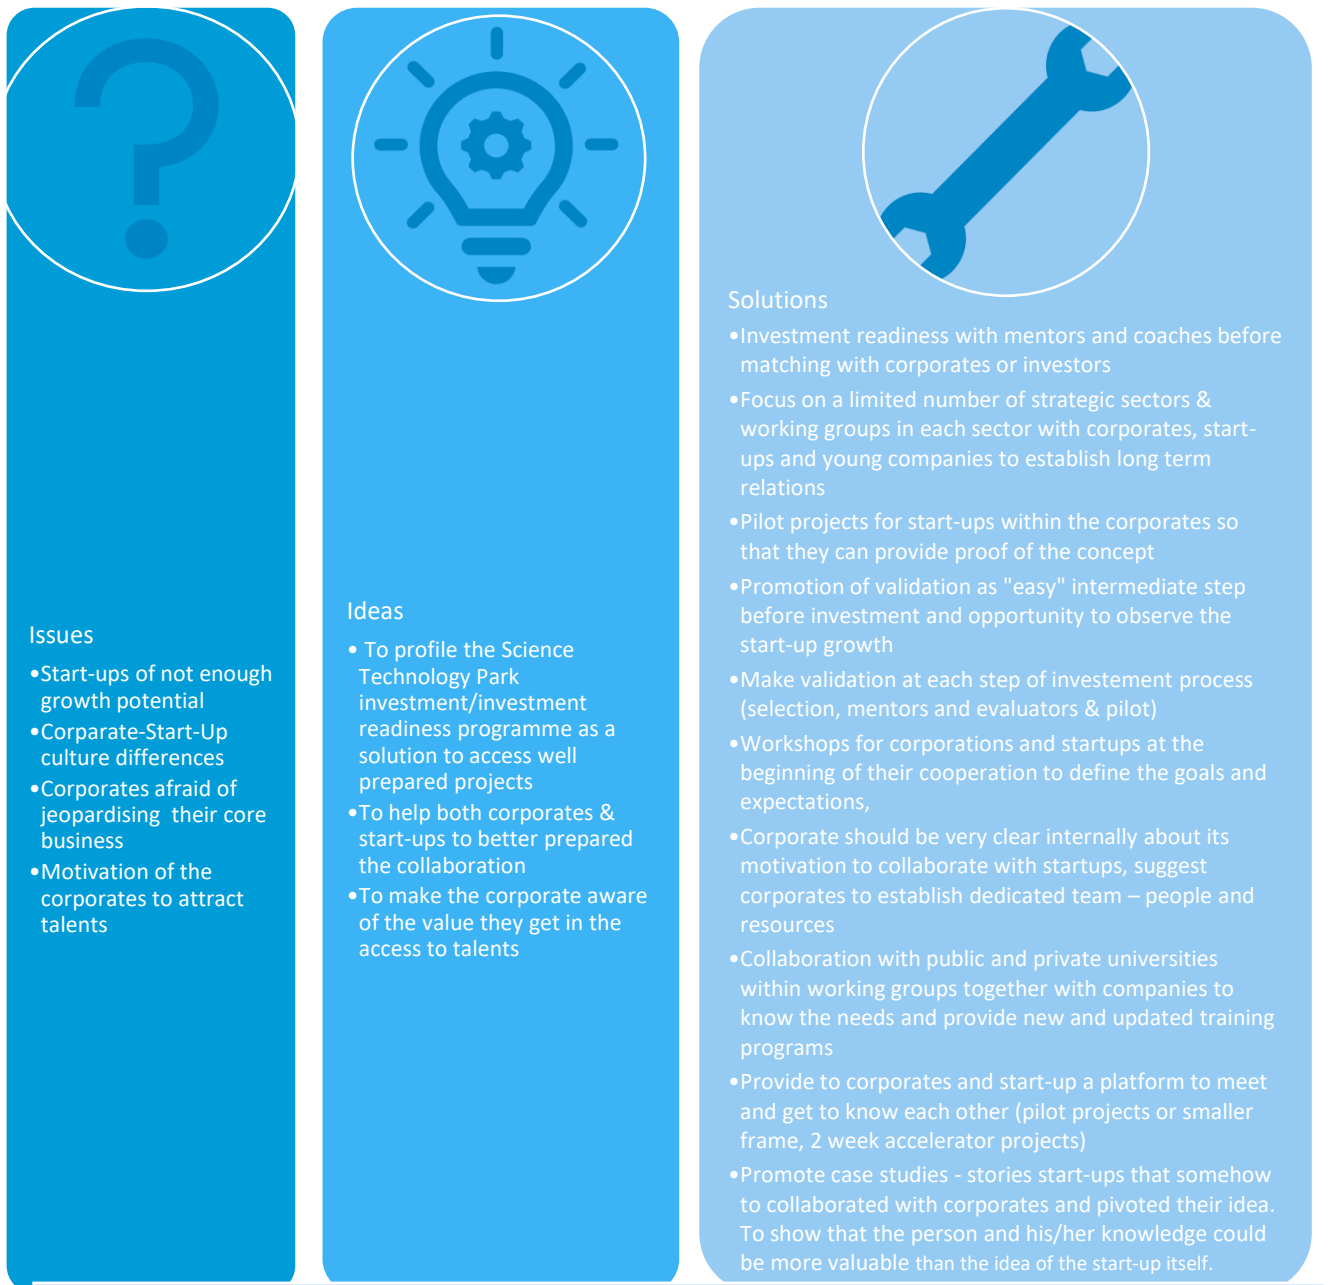 Issues
•Start-ups of not enough
growth potential
•Corparate-Start-Up
culture differences
•Corporates afraid of
jeopardising  their core
business
•Motivation of the
corporates to attract
talents
Ideas
• To profile the Science
Technology Park
investment/investment
readiness programme as a
solution to access well
prepared projects
•To help both corporates &
start-ups to better prepared
the collaboration
•To make the corporate aware
of the value they get in the
access to talents
Solutions
•Investment readiness with mentors and coaches before
matching with corporates or investors
•Focus on a limited number of strategic sectors &
working groups in each sector with corporates, start-
ups and young companies to establish long term
relations
•Pilot projects for start-ups within the corporates so
that they can provide proof of the concept
•Promotion of validation as "easy" intermediate step
before investment and opportunity to observe the
start-up growth
•Make validation at each step of investement process
(selection, mentors and evaluators & pilot)
•Workshops for corporations and startups at the
beginning of their cooperation to define the goals and
expectations,
•Corporate should be very clear internally about its
motivation to collaborate with startups, suggest
corporates to establish dedicated team – people and
resources
•Collaboration with public and private universities
within working groups together with companies to
know the needs and provide new and updated training
programs
•Provide to corporates and start-up a platform to meet
and get to know each other (pilot projects or smaller
frame, 2 week accelerator projects)
•Promote case studies - stories start-ups that somehow
to collaborated with corporates and pivoted their idea.
To show that the person and his/her knowledge could
be more valuable than the idea of the start-up itself.